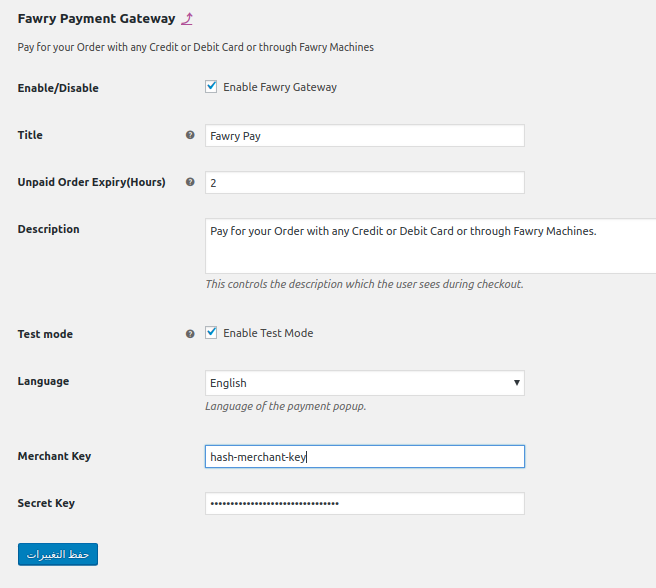 Fawry Payment Gateway
Pay for your Order with any Credit or Debit Card or through Fawry Machines
Enable/Disable
Enable Fawry Gateway
Title
Fawry Pay
Unpaid Order Expiry(Hours)
2
Description
Pay for your Order with any Credit or Debit Card or through Fawry Machines.
This controls the description which the user sees during checkout.
Test mode
Enable Test Mode
Language
English
Language of the payment popup.
Merchant Key
hash-merchant-key
Secret Key
حفظ التغييرات